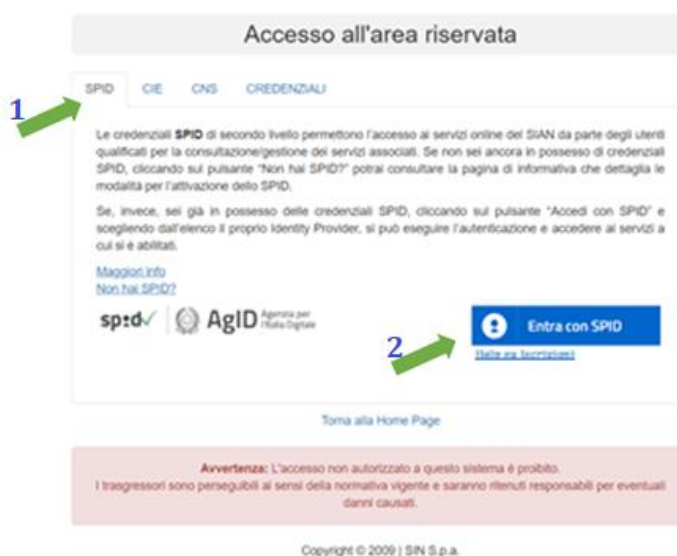 Accesso all'area riservata
SPID CIE CNS CREDENZIALI
1
Le credenziali SPID di secondo livello permettono l'accesso ai servizi online del SIAN da parte degli utenti
qualificati per la consultazione/gestione dei servizi associati. Se non sei ancora in possesso di credenziali
SPID, cliccando sul pulsante "Non hai SPID?" potrai consultare la pagina di informativa che dettaglia le
modalità per l'attivazione dello SPID.
Se, invece, sei già in possesso delle credenziali SPID, cliccando sul pulsante "Accedi con SPID" e
scegliendo dall'elenco il proprio Identity Provider, si può eseguire l'autenticazione e accedere ai servizi a
cui si è abilitati.
Maggiori info
Non hai SPID?
spid AgID Agenzia per
l'Italia Digitale
Entra con SPID
2
Torna alla Home Page
Avvertenza: L'accesso non autorizzato a questo sistema è proibito.
I trasgressori sono perseguibili ai sensi della normativa vigente e saranno ritenuti responsabili per eventuali
danni causati.
Copyright © 2009 | SIN S.p.a.